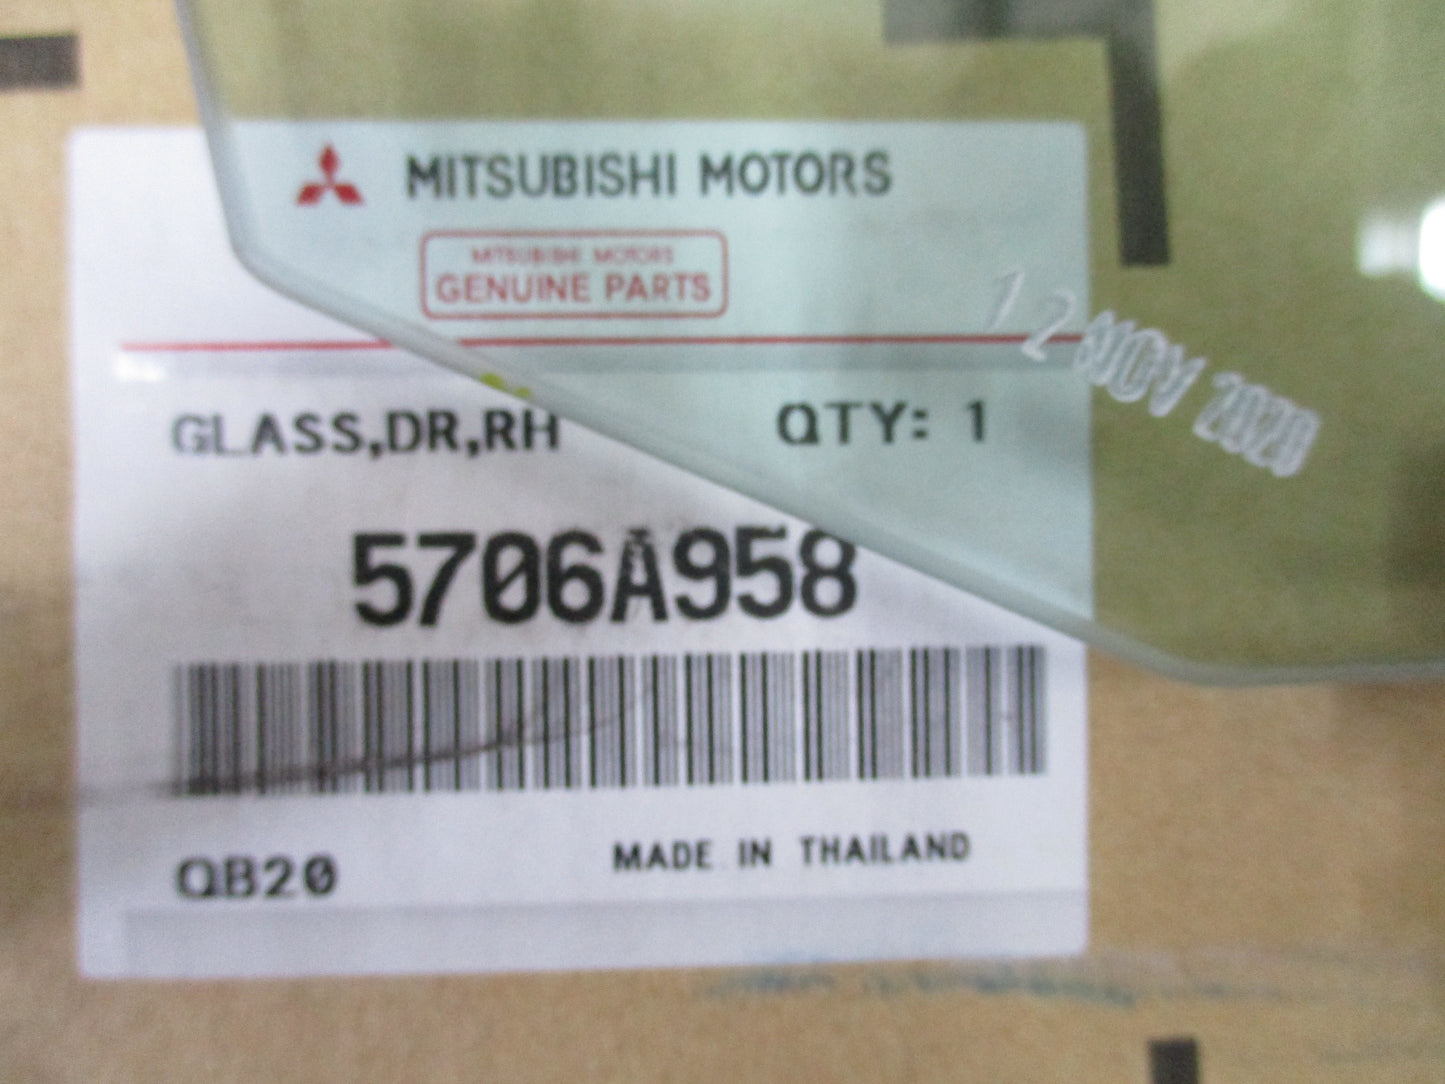 MITSUBISHI MOTORS
MITSUBISHI MOTORS
GENUINE PARTS
12 NOV 2020
GLASS,DR,RH QTY: 1
5706A958
QB20 MADE IN THAILAND